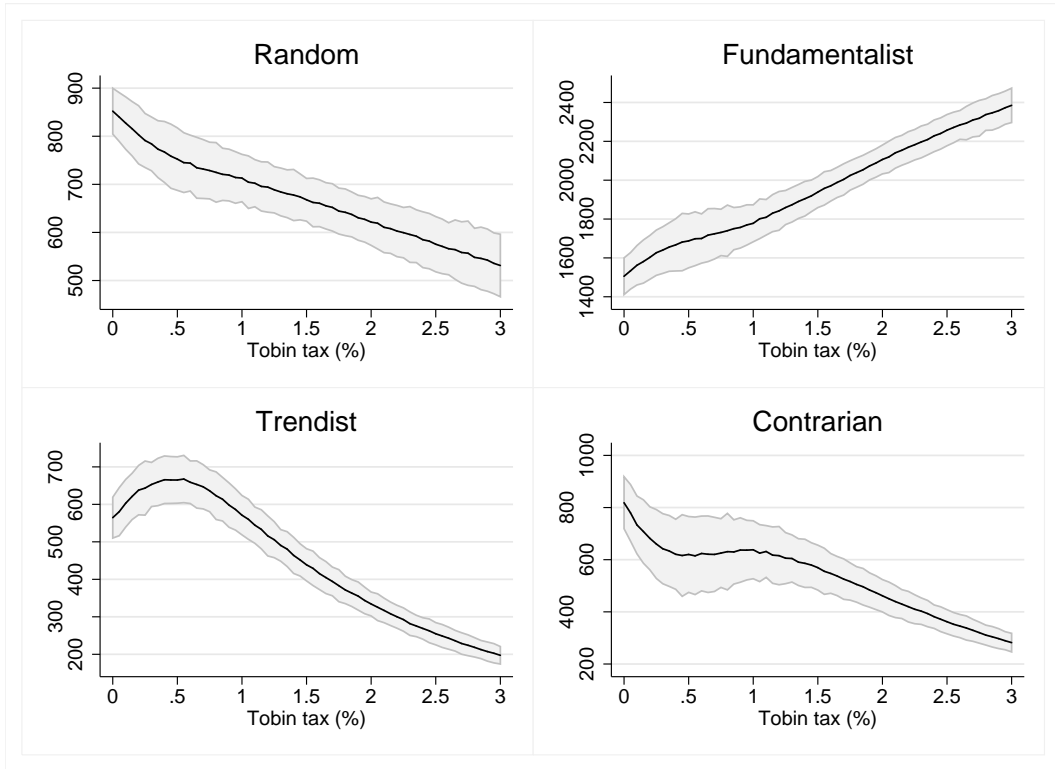 Random
900
800
700
600
500
0 .5 1 1.5 2 2.5 3
Tobin tax (%)
Fundamentalist
2400
2200
2000
1800
1600
1400
0 .5 1 1.5 2 2.5 3
Tobin tax (%)
Trendist
700
600
500
400
300
200
0 .5 1 1.5 2 2.5 3
Tobin tax (%)
Contrarian
1000
800
600
400
200
0 .5 1 1.5 2 2.5 3
Tobin tax (%)